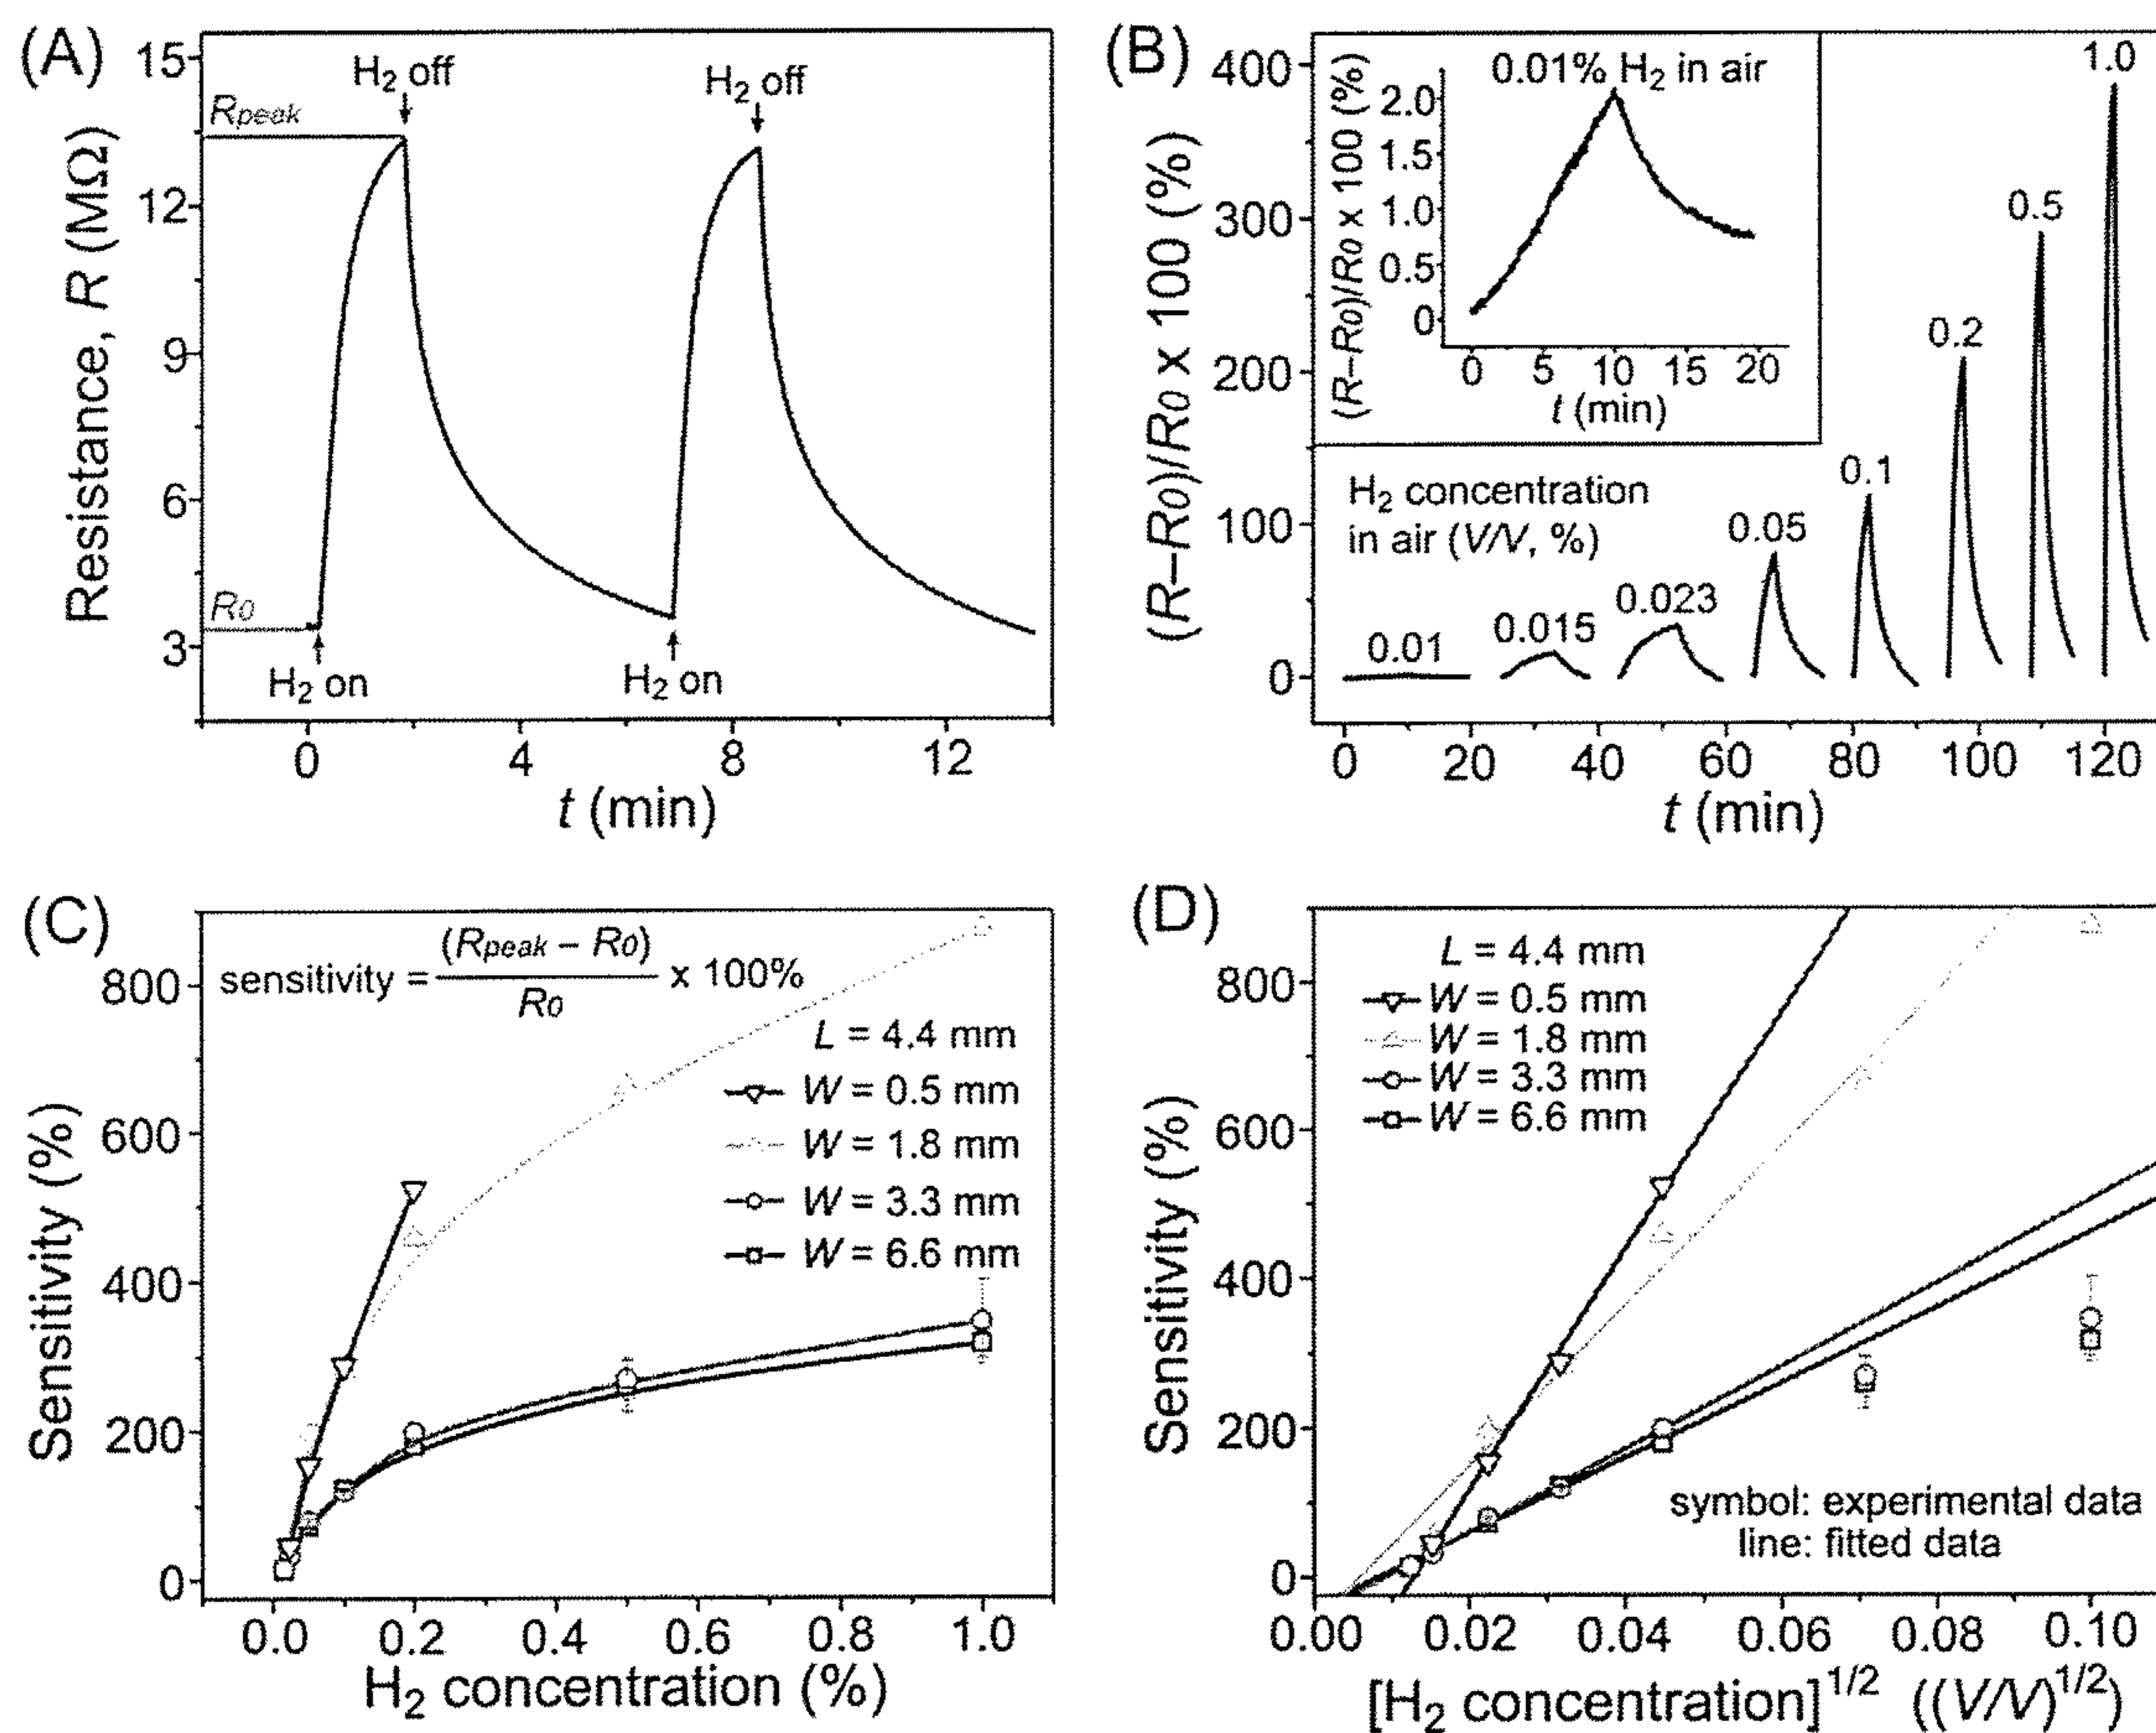 (A)
15
12
9
6
3
Resistance, R (MΩ)
Rpeak
R0
H2 off
H2 off
H2 on
H2 on
0 4 8 12
t (min)
(B)
400
300
200
100
0
(R–R0)/R0 x 100 (%)
0.01% H2 in air
(R–R0)/R0 x 100 (%)
2.0
1.5
1.0
0.5
0
0 5 10 15 20
t (min)
H2 concentration
in air (V/V, %)
0.01
0.015
0.023
0.05
0.1
0.2
0.5
1.0
0 20 40 60 80 100 120
t (min)
(C)
800
600
400
200
0
Sensitivity (%)
sensitivity = (Rpeak – R0) / R0 x 100%
L = 4.4 mm
W = 0.5 mm
W = 1.8 mm
W = 3.3 mm
W = 6.6 mm
0.0 0.2 0.4 0.6 0.8 1.0
H2 concentration (%)
(D)
800
600
400
200
0
Sensitivity (%)
L = 4.4 mm
W = 0.5 mm
W = 1.8 mm
W = 3.3 mm
W = 6.6 mm
symbol: experimental data
line: fitted data
0.00 0.02 0.04 0.06 0.08 0.10
[H2 concentration]1/2 ((V/V)1/2)